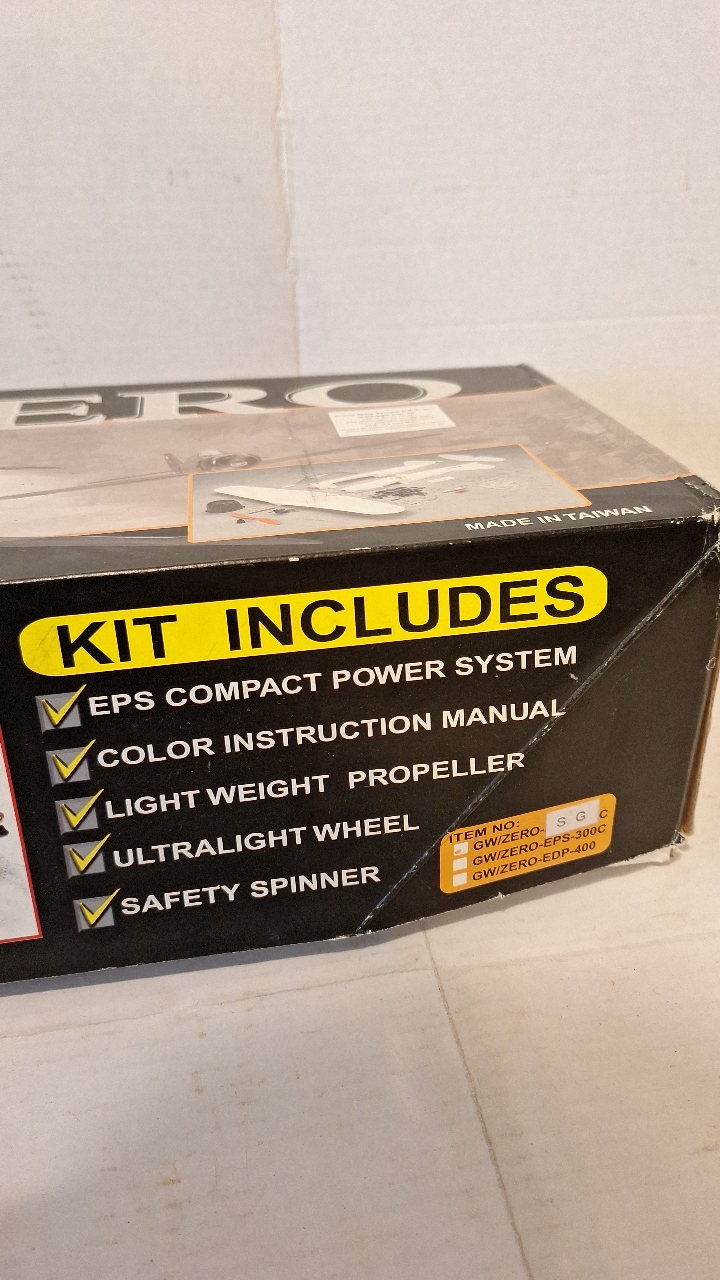 ERO
MADE IN TAIWAN
KIT INCLUDES
EPS COMPACT POWER SYSTEM
COLOR INSTRUCTION MANUAL
LIGHT WEIGHT PROPELLER
ULTRALIGHT WHEEL
SAFETY SPINNER
ITEM NO:
GW/ZERO- S G C
GW/ZERO-EPS-300C
GW/ZERO-EDP-400